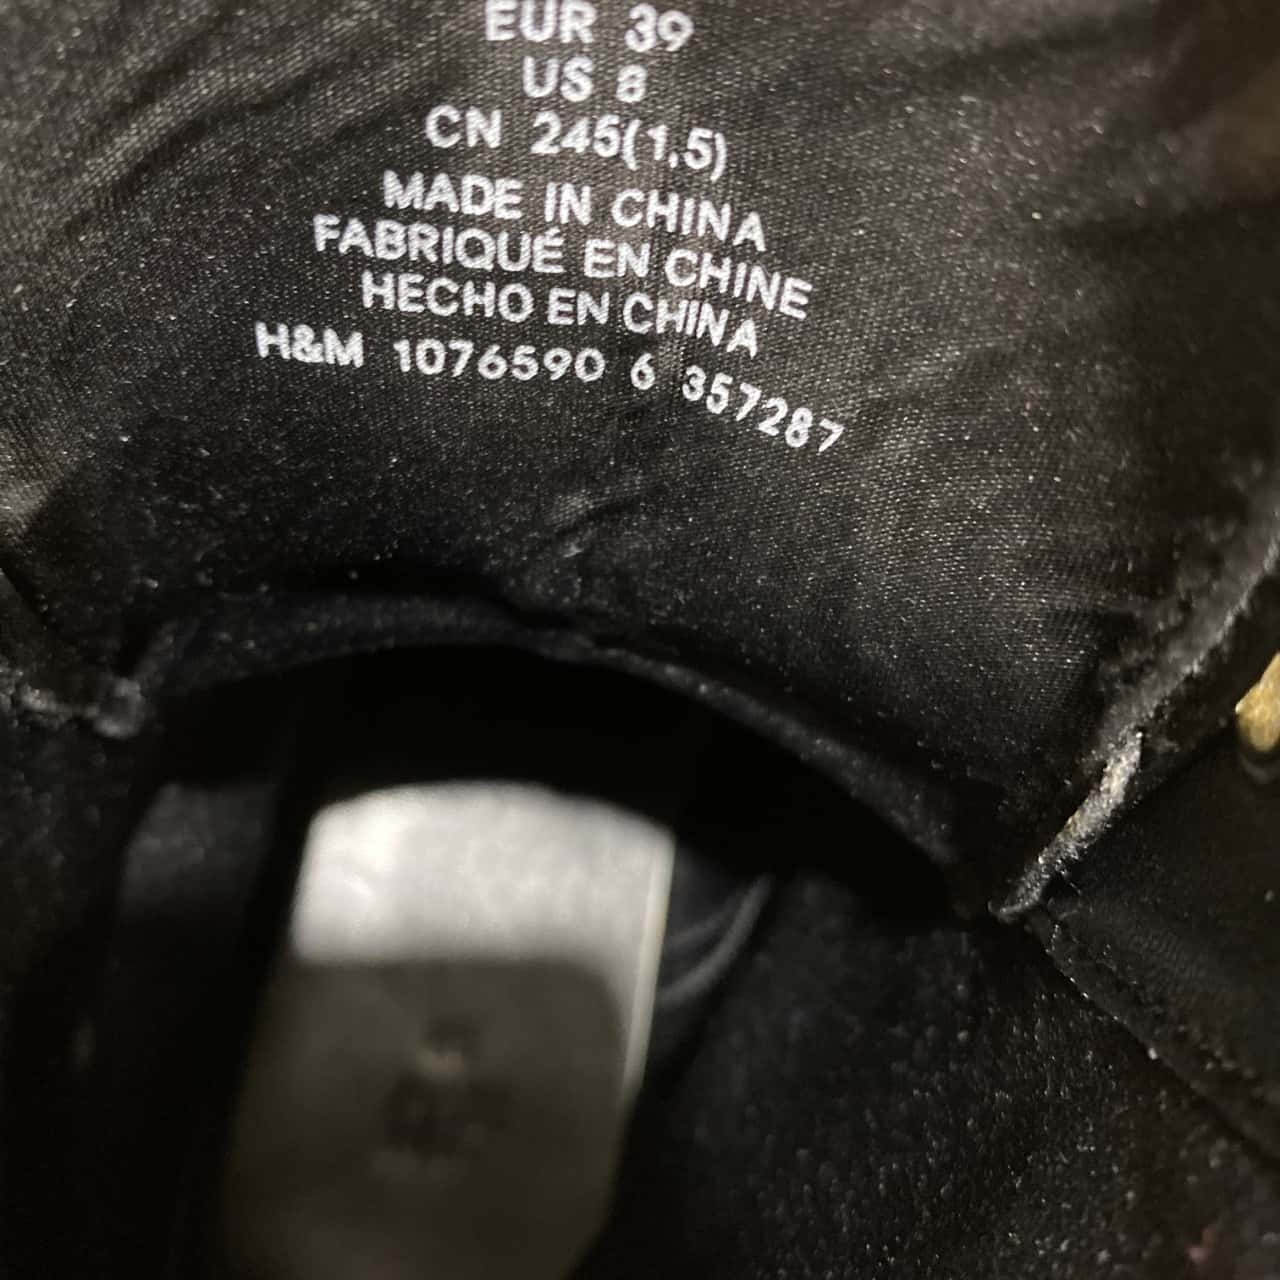 EUR 39
US 8
CN 245(1,5)
MADE IN CHINA
FABRIQUÉ EN CHINE
HECHO EN CHINA
H&M 1076590 6 357287